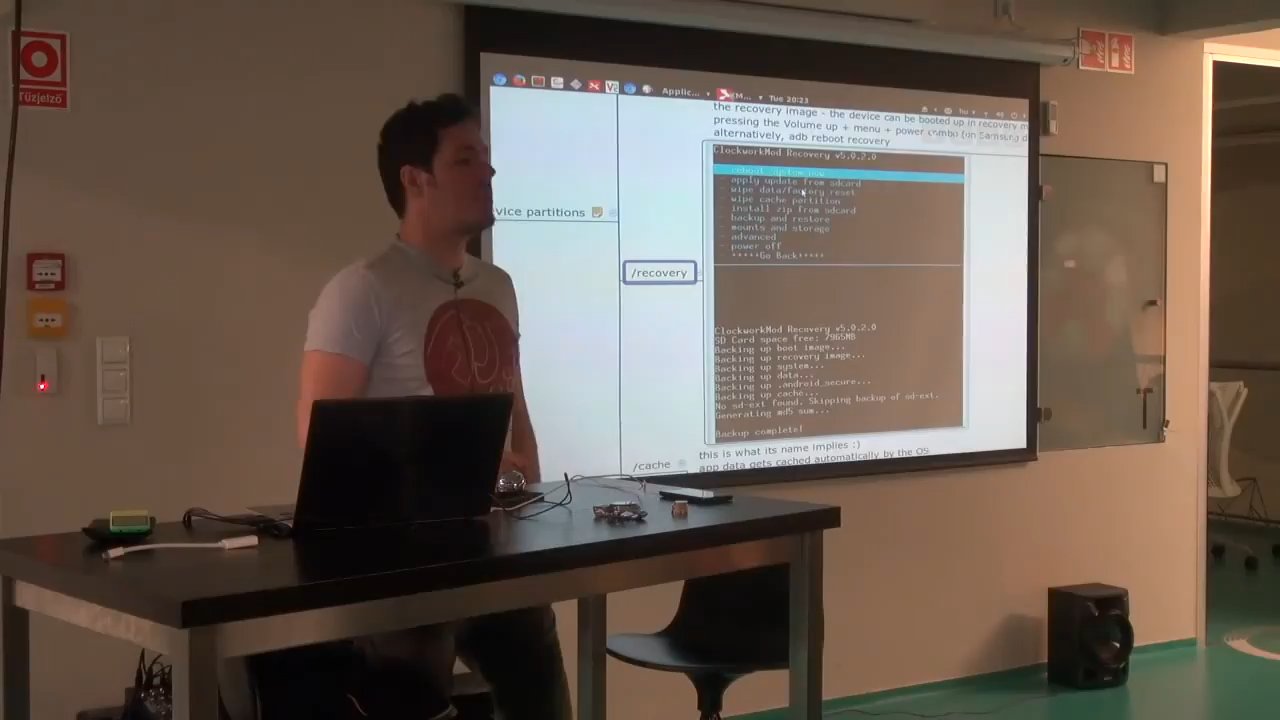 Tűzjelző
Applic...
M...
Tue 20:23
the recovery image - the device can be booted up in recovery m
pressing the Volume up + menu + power combo (on Samsung d
alternatively, adb reboot recovery
ClockworkMod Recovery v5.0.2.0
- reboot system now
- apply update from sdcard
- wipe data/factory reset
- wipe cache partition
- install zip from sdcard
- backup and restore
- mounts and storage
- advanced
- power off
- *****Go Back*****
vice partitions
/recovery
ClockworkMod Recovery v5.0.2.0
SD Card space free: 7965MB
Backing up boot image...
Backing up recovery image...
Backing up system...
Backing up data...
Backing up .android_secure...
Backing up cache...
No sd-ext found. Skipping backup of sd-ext.
Generating md5 sum...
Backup complete!
this is what its name implies :)
/cache
app data gets cached automatically by the OS